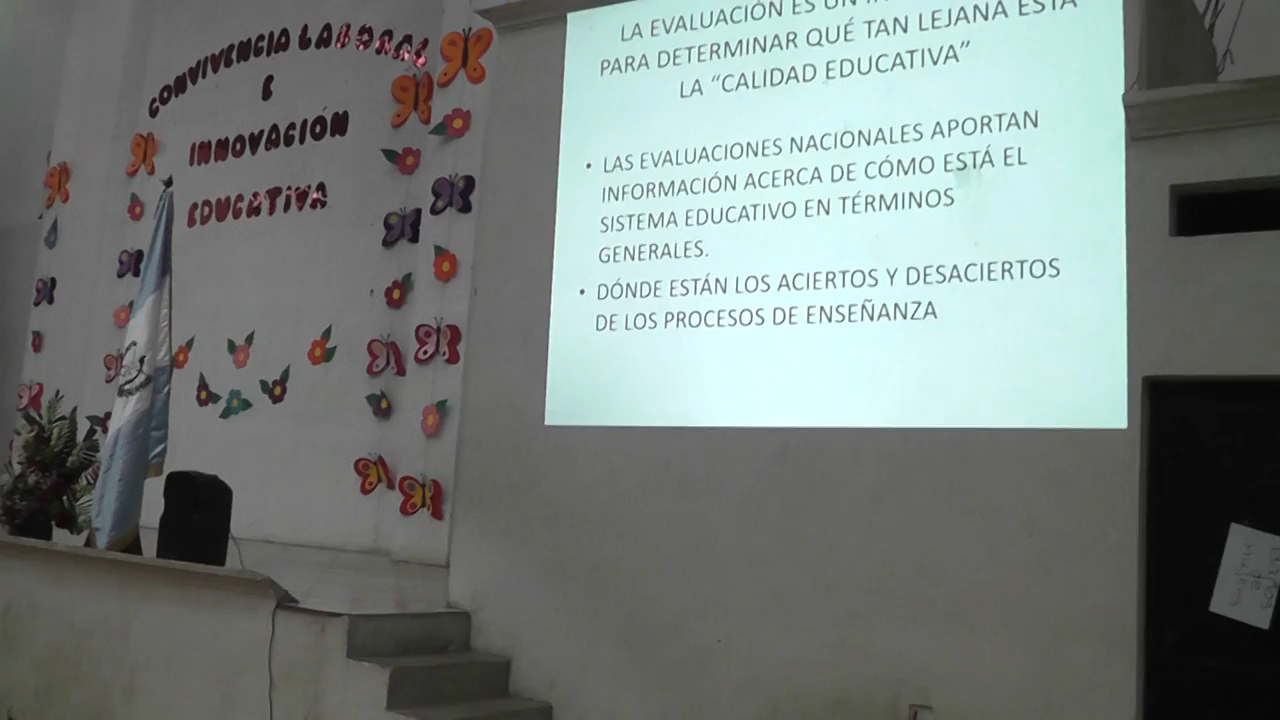 CONVIVENCIA LABORAL
E
INNOVACIÓN
EDUCATIVA
LA EVALUACIÓN ES UN
PARA DETERMINAR QUÉ TAN LEJANA ESTÁ
LA “CALIDAD EDUCATIVA”
• LAS EVALUACIONES NACIONALES APORTAN
INFORMACIÓN ACERCA DE CÓMO ESTÁ EL
SISTEMA EDUCATIVO EN TÉRMINOS
GENERALES.
• DÓNDE ESTÁN LOS ACIERTOS Y DESACIERTOS
DE LOS PROCESOS DE ENSEÑANZA
de